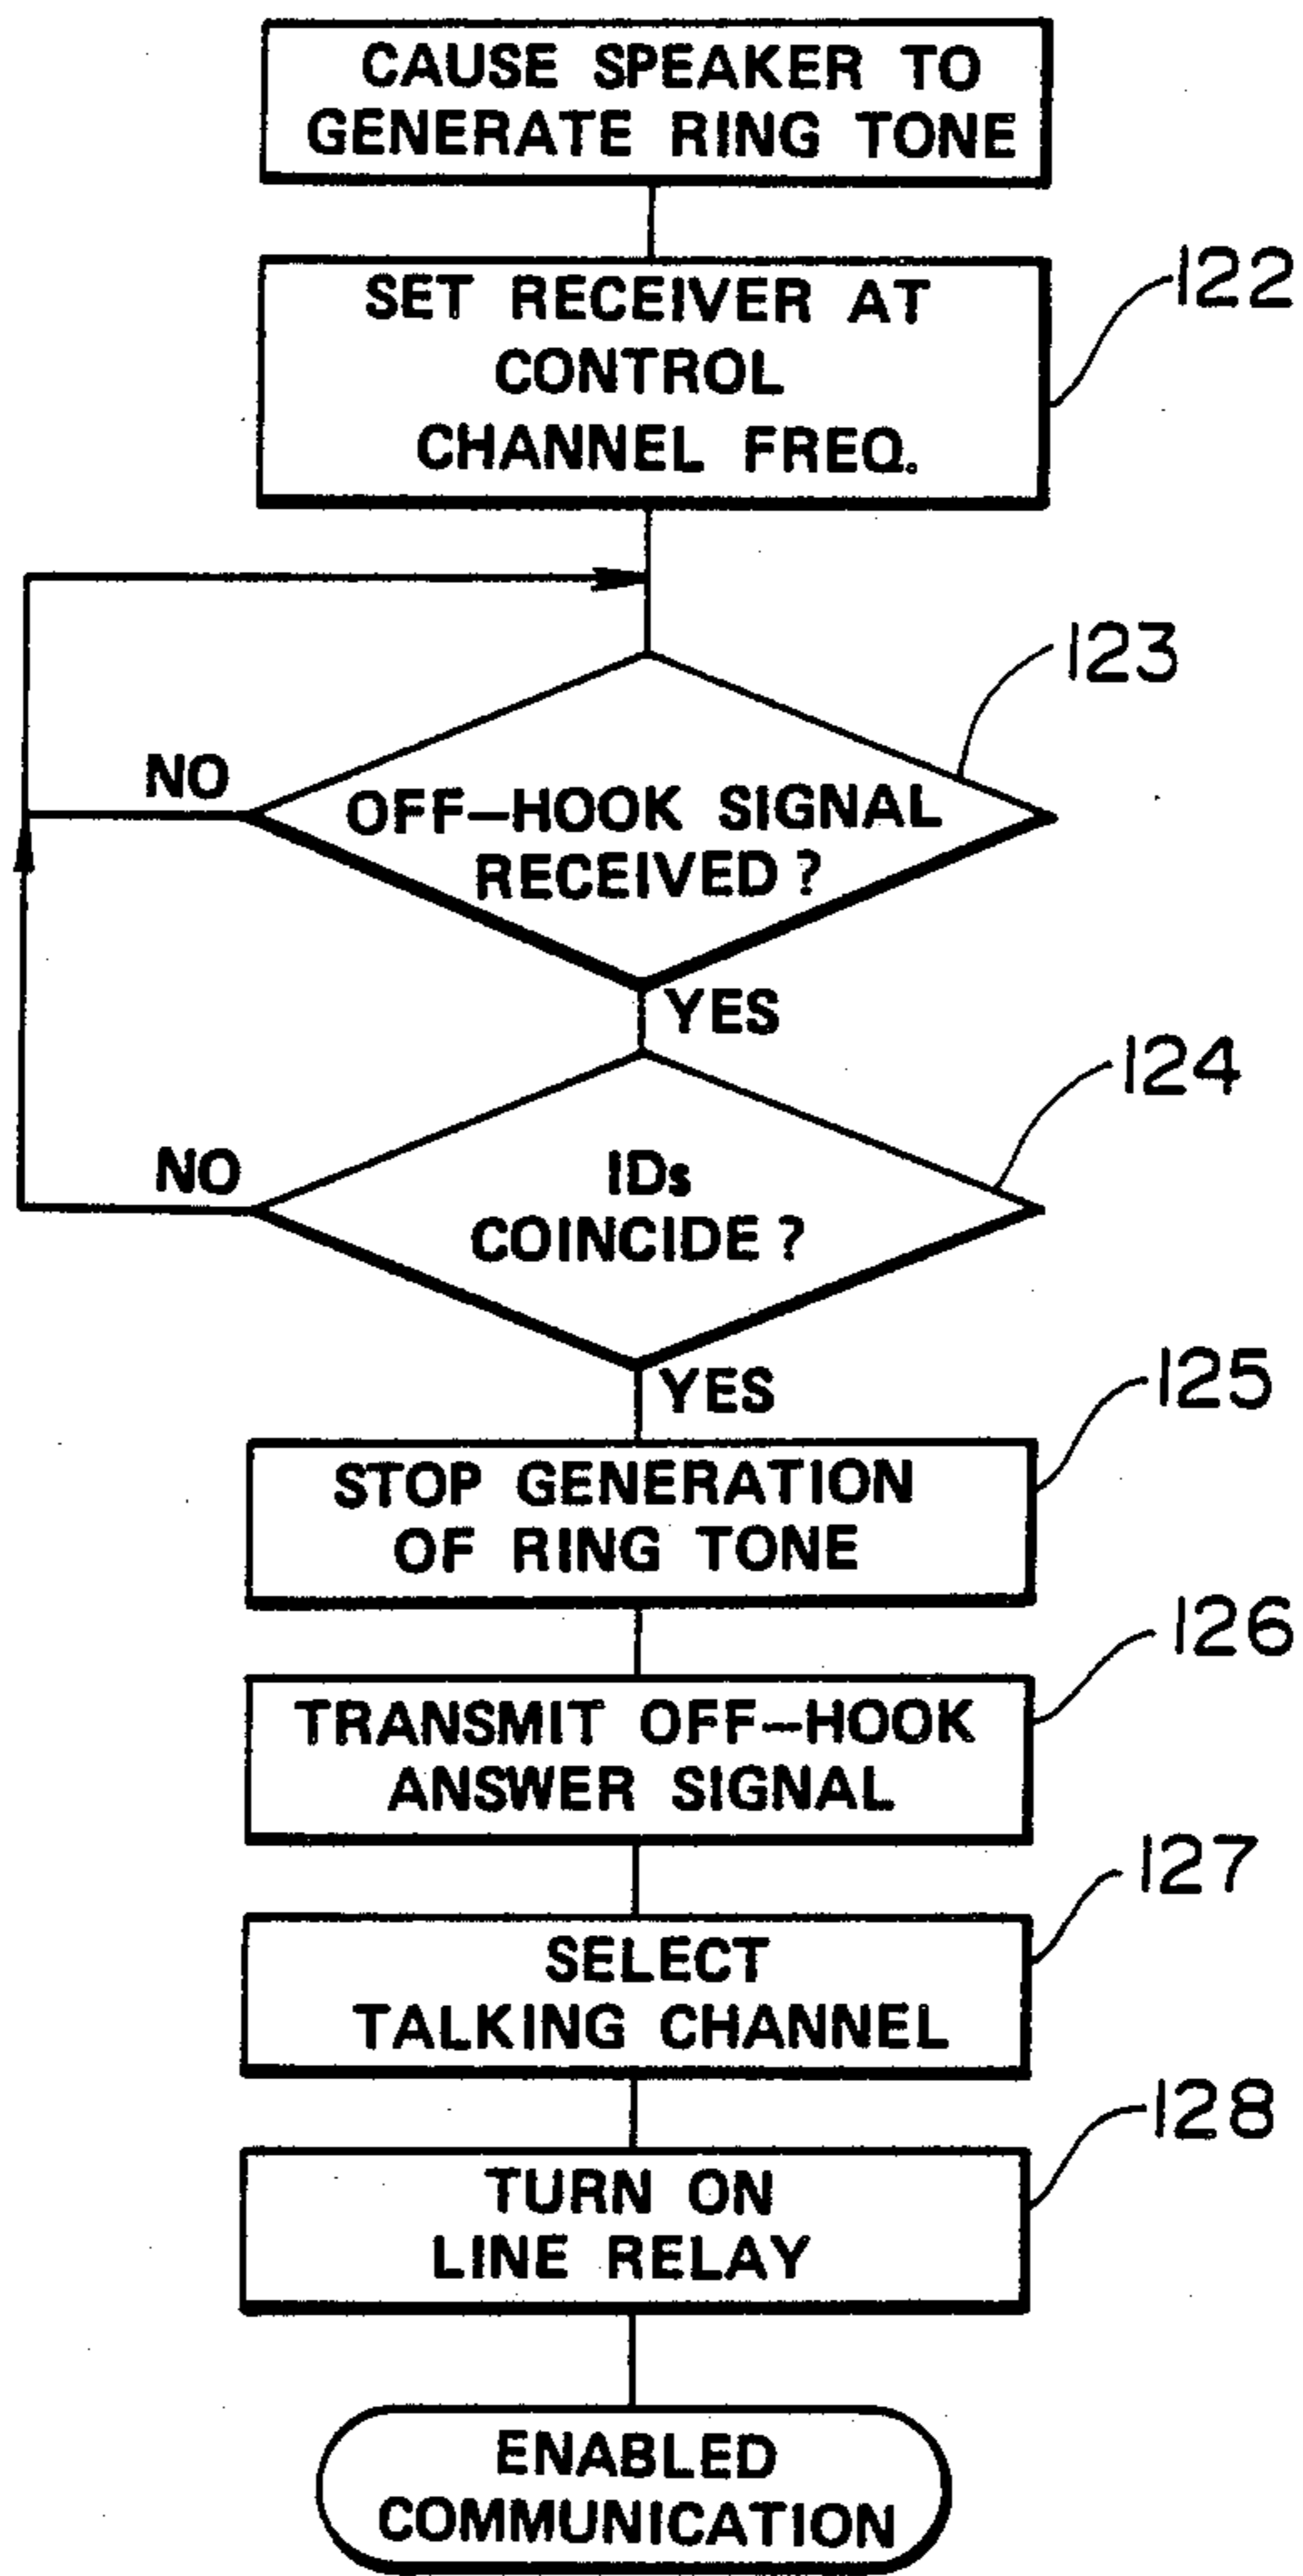 CAUSE SPEAKER TO
GENERATE RING TONE
SET RECEIVER AT
CONTROL
CHANNEL FREQ.
122
123
NO
OFF-HOOK SIGNAL
RECEIVED?
YES
124
NO
IDs
COINCIDE?
YES
125
STOP GENERATION
OF RING TONE
126
TRANSMIT OFF-HOOK
ANSWER SIGNAL
127
SELECT
TALKING CHANNEL
128
TURN ON
LINE RELAY
ENABLED
COMMUNICATION